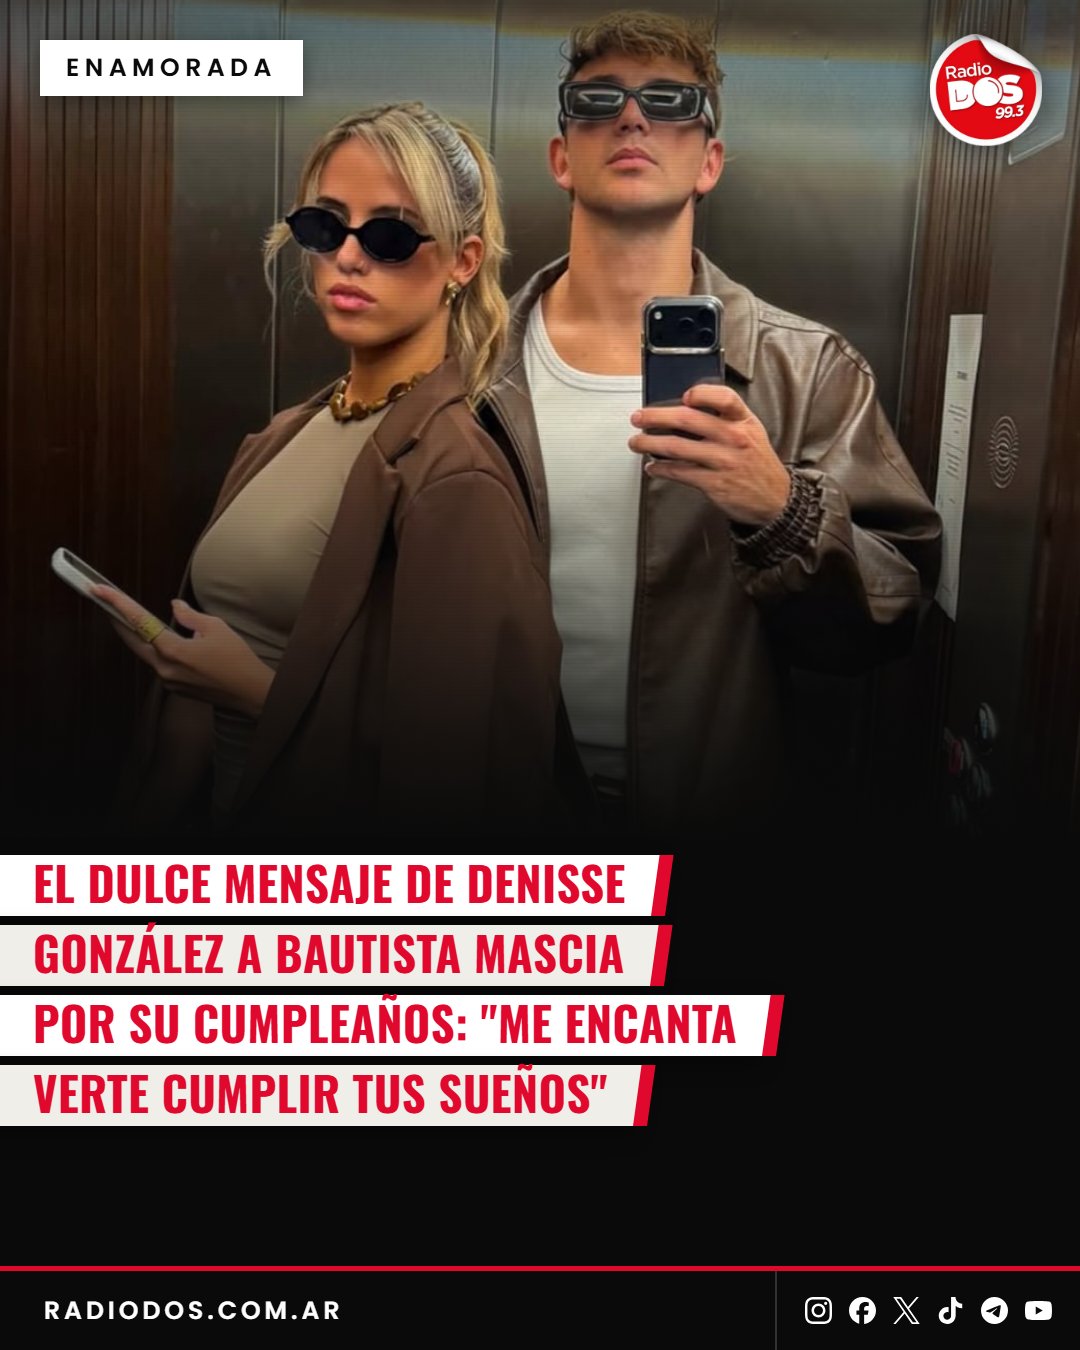 ENAMORADA
Radio
DOS
99.3
EL DULCE MENSAJE DE DENISSE
GONZÁLEZ A BAUTISTA MASCIA
POR SU CUMPLEAÑOS: "ME ENCANTA
VERTE CUMPLIR TUS SUEÑOS"
RADIODOS.COM.AR